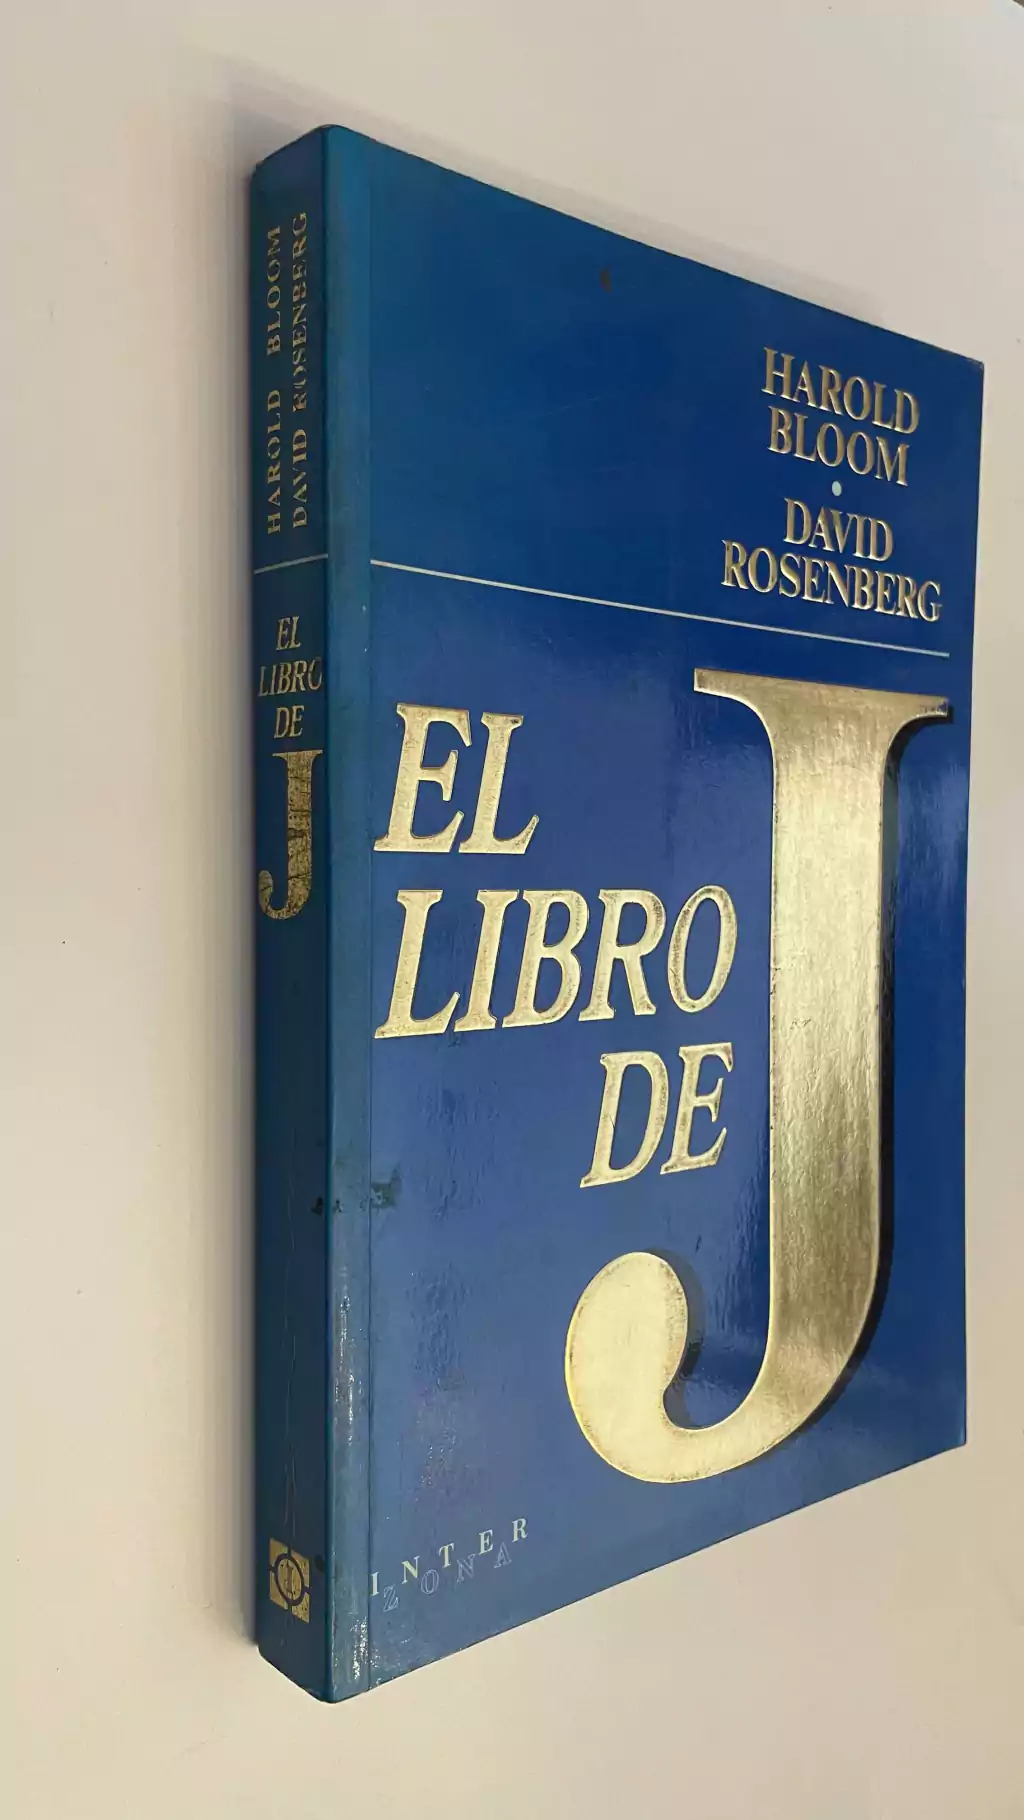 HAROLD BLOOM
DAVID ROSENBERG
EL
LIBRO
DE
J
I
HAROLD
BLOOM
•
DAVID
ROSENBERG
EL
LIBRO
DE
J
INTER
ZONA